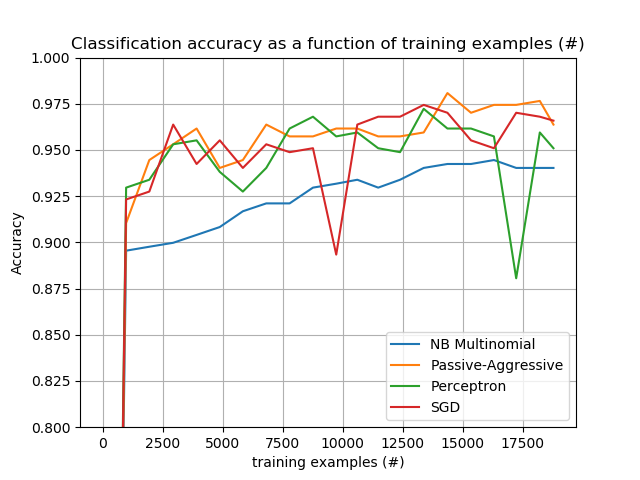 Classification accuracy as a function of training examples (#)
1.000
0.975
0.950
0.925
0.900
0.875
0.850
0.825
0.800
Accuracy
NB Multinomial
Passive-Aggressive
Perceptron
SGD
0 2500 5000 7500 10000 12500 15000 17500
training examples (#)